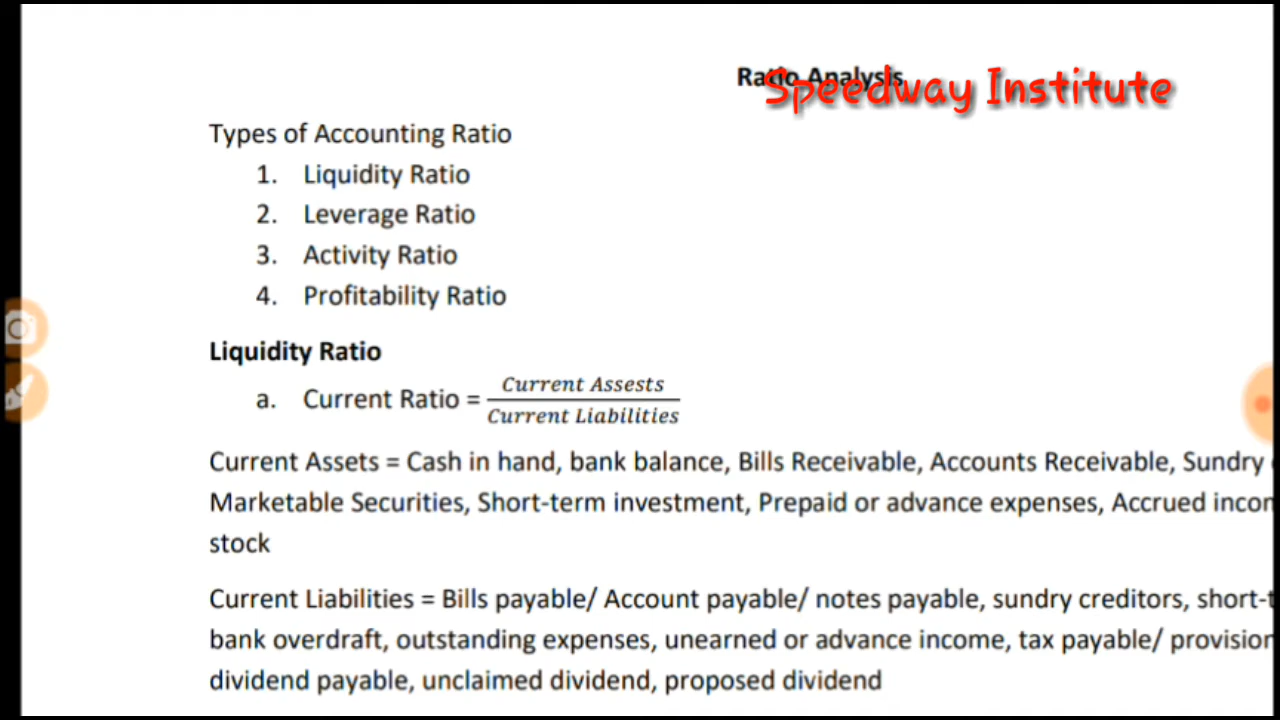 Ratio Analysis
Speedway Institute
Types of Accounting Ratio
1. Liquidity Ratio
2. Leverage Ratio
3. Activity Ratio
4. Profitability Ratio
Liquidity Ratio
a. Current Ratio = Current Assests / Current Liabilities
Current Assets = Cash in hand, bank balance, Bills Receivable, Accounts Receivable, Sundry
Marketable Securities, Short-term investment, Prepaid or advance expenses, Accrued
stock
Current Liabilities = Bills payable/ Account payable/ notes payable, sundry creditors,
bank overdraft, outstanding expenses, unearned or advance income, tax payable/ provision
dividend payable, unclaimed dividend, proposed dividend